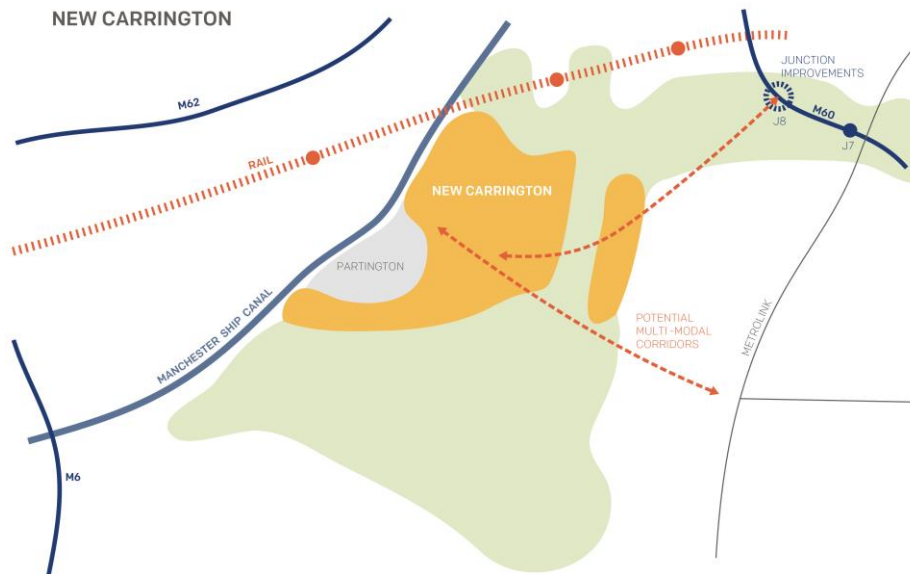 NEW CARRINGTON
M62
RAIL
JUNCTION
IMPROVEMENTS
M60
J8
J7
NEW CARRINGTON
PARTINGTON
MANCHESTER SHIP CANAL
POTENTIAL
MULTI -MODAL
CORRIDORS
METROLINK
M6